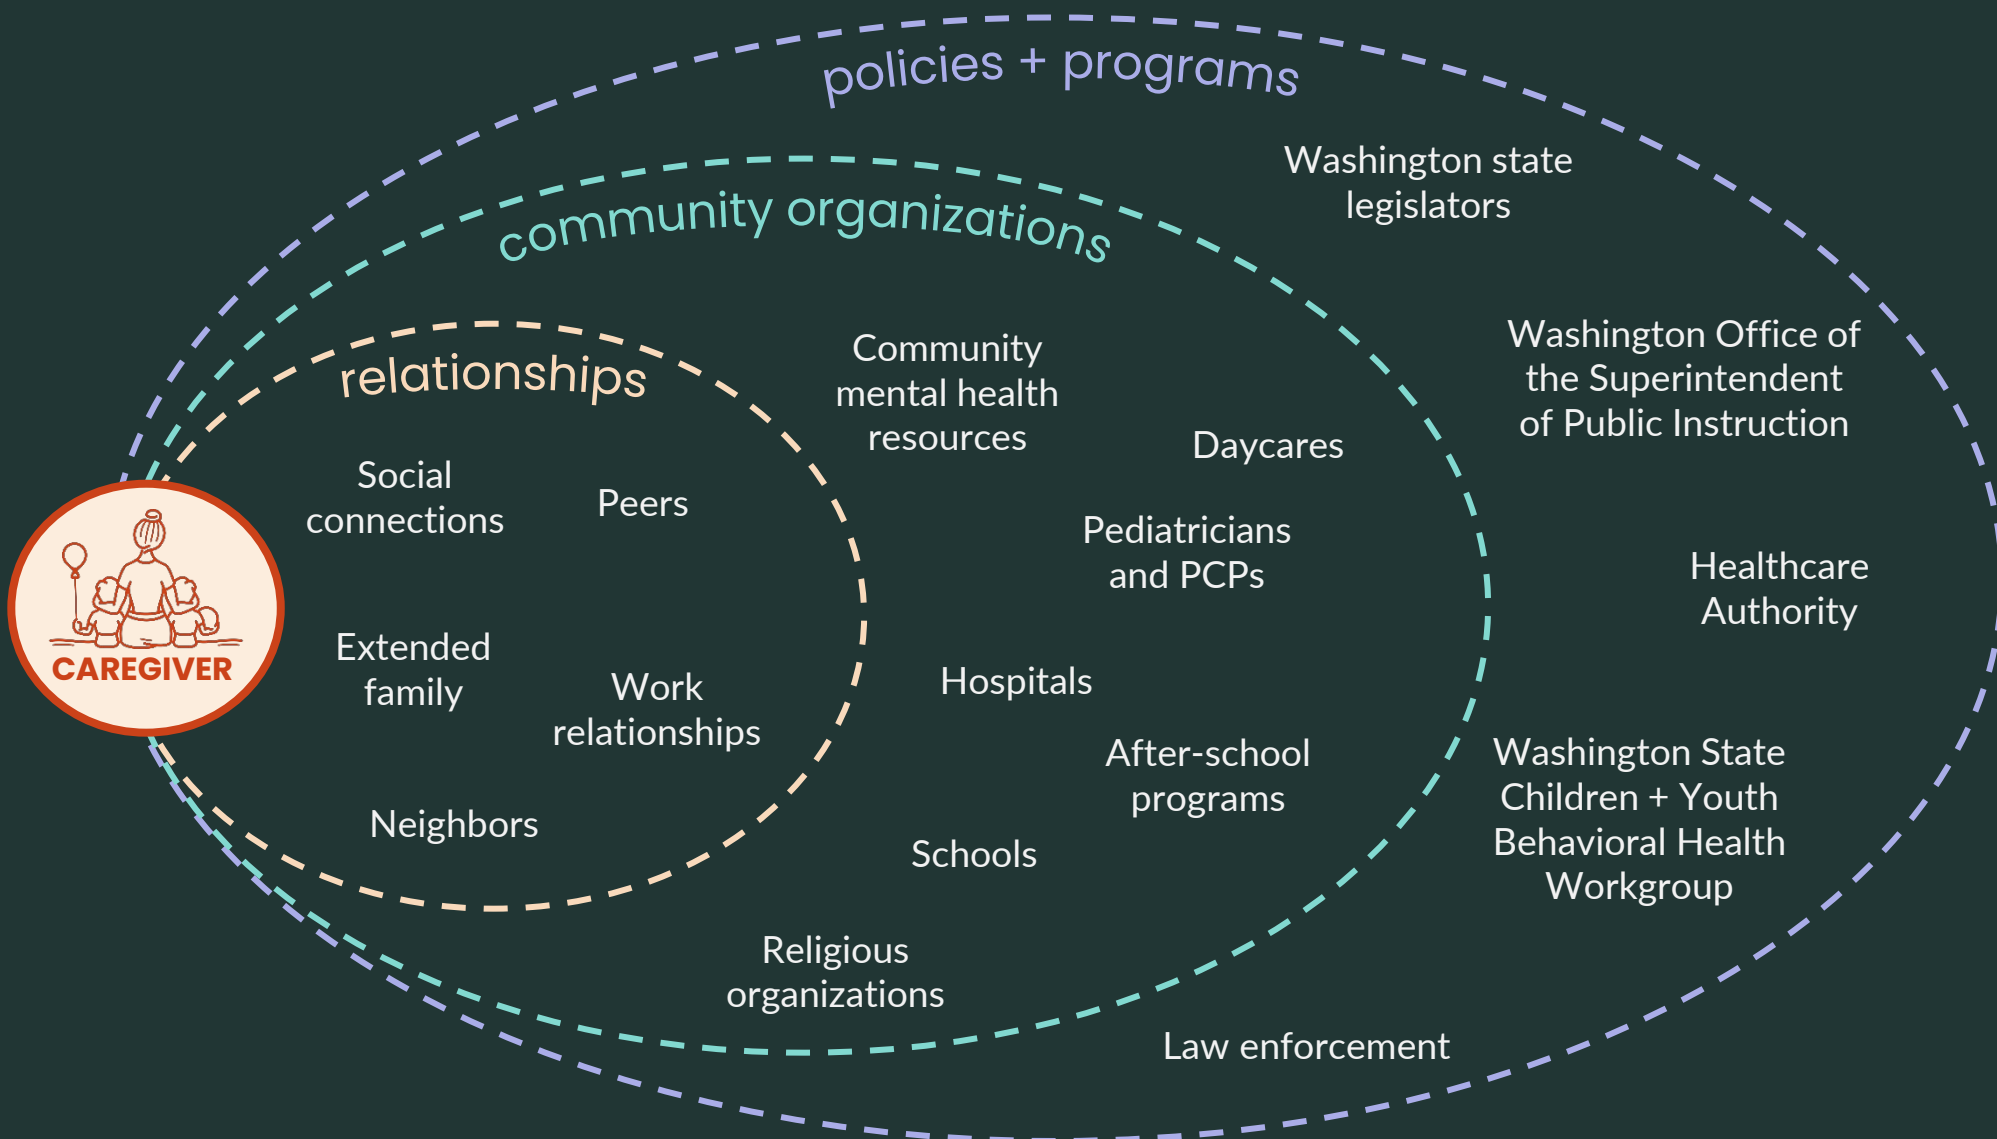 policies + programs
Washington state
legislators
community organizations
Washington Office of
the Superintendent
of Public Instruction
relationships
Community
mental health
resources
Daycares
Social
connections
Peers
Pediatricians
and PCPs
Healthcare
Authority
CAREGIVER
Extended
family
Work
relationships
Hospitals
After-school
programs
Washington State
Children + Youth
Behavioral Health
Workgroup
Neighbors
Schools
Religious
organizations
Law enforcement